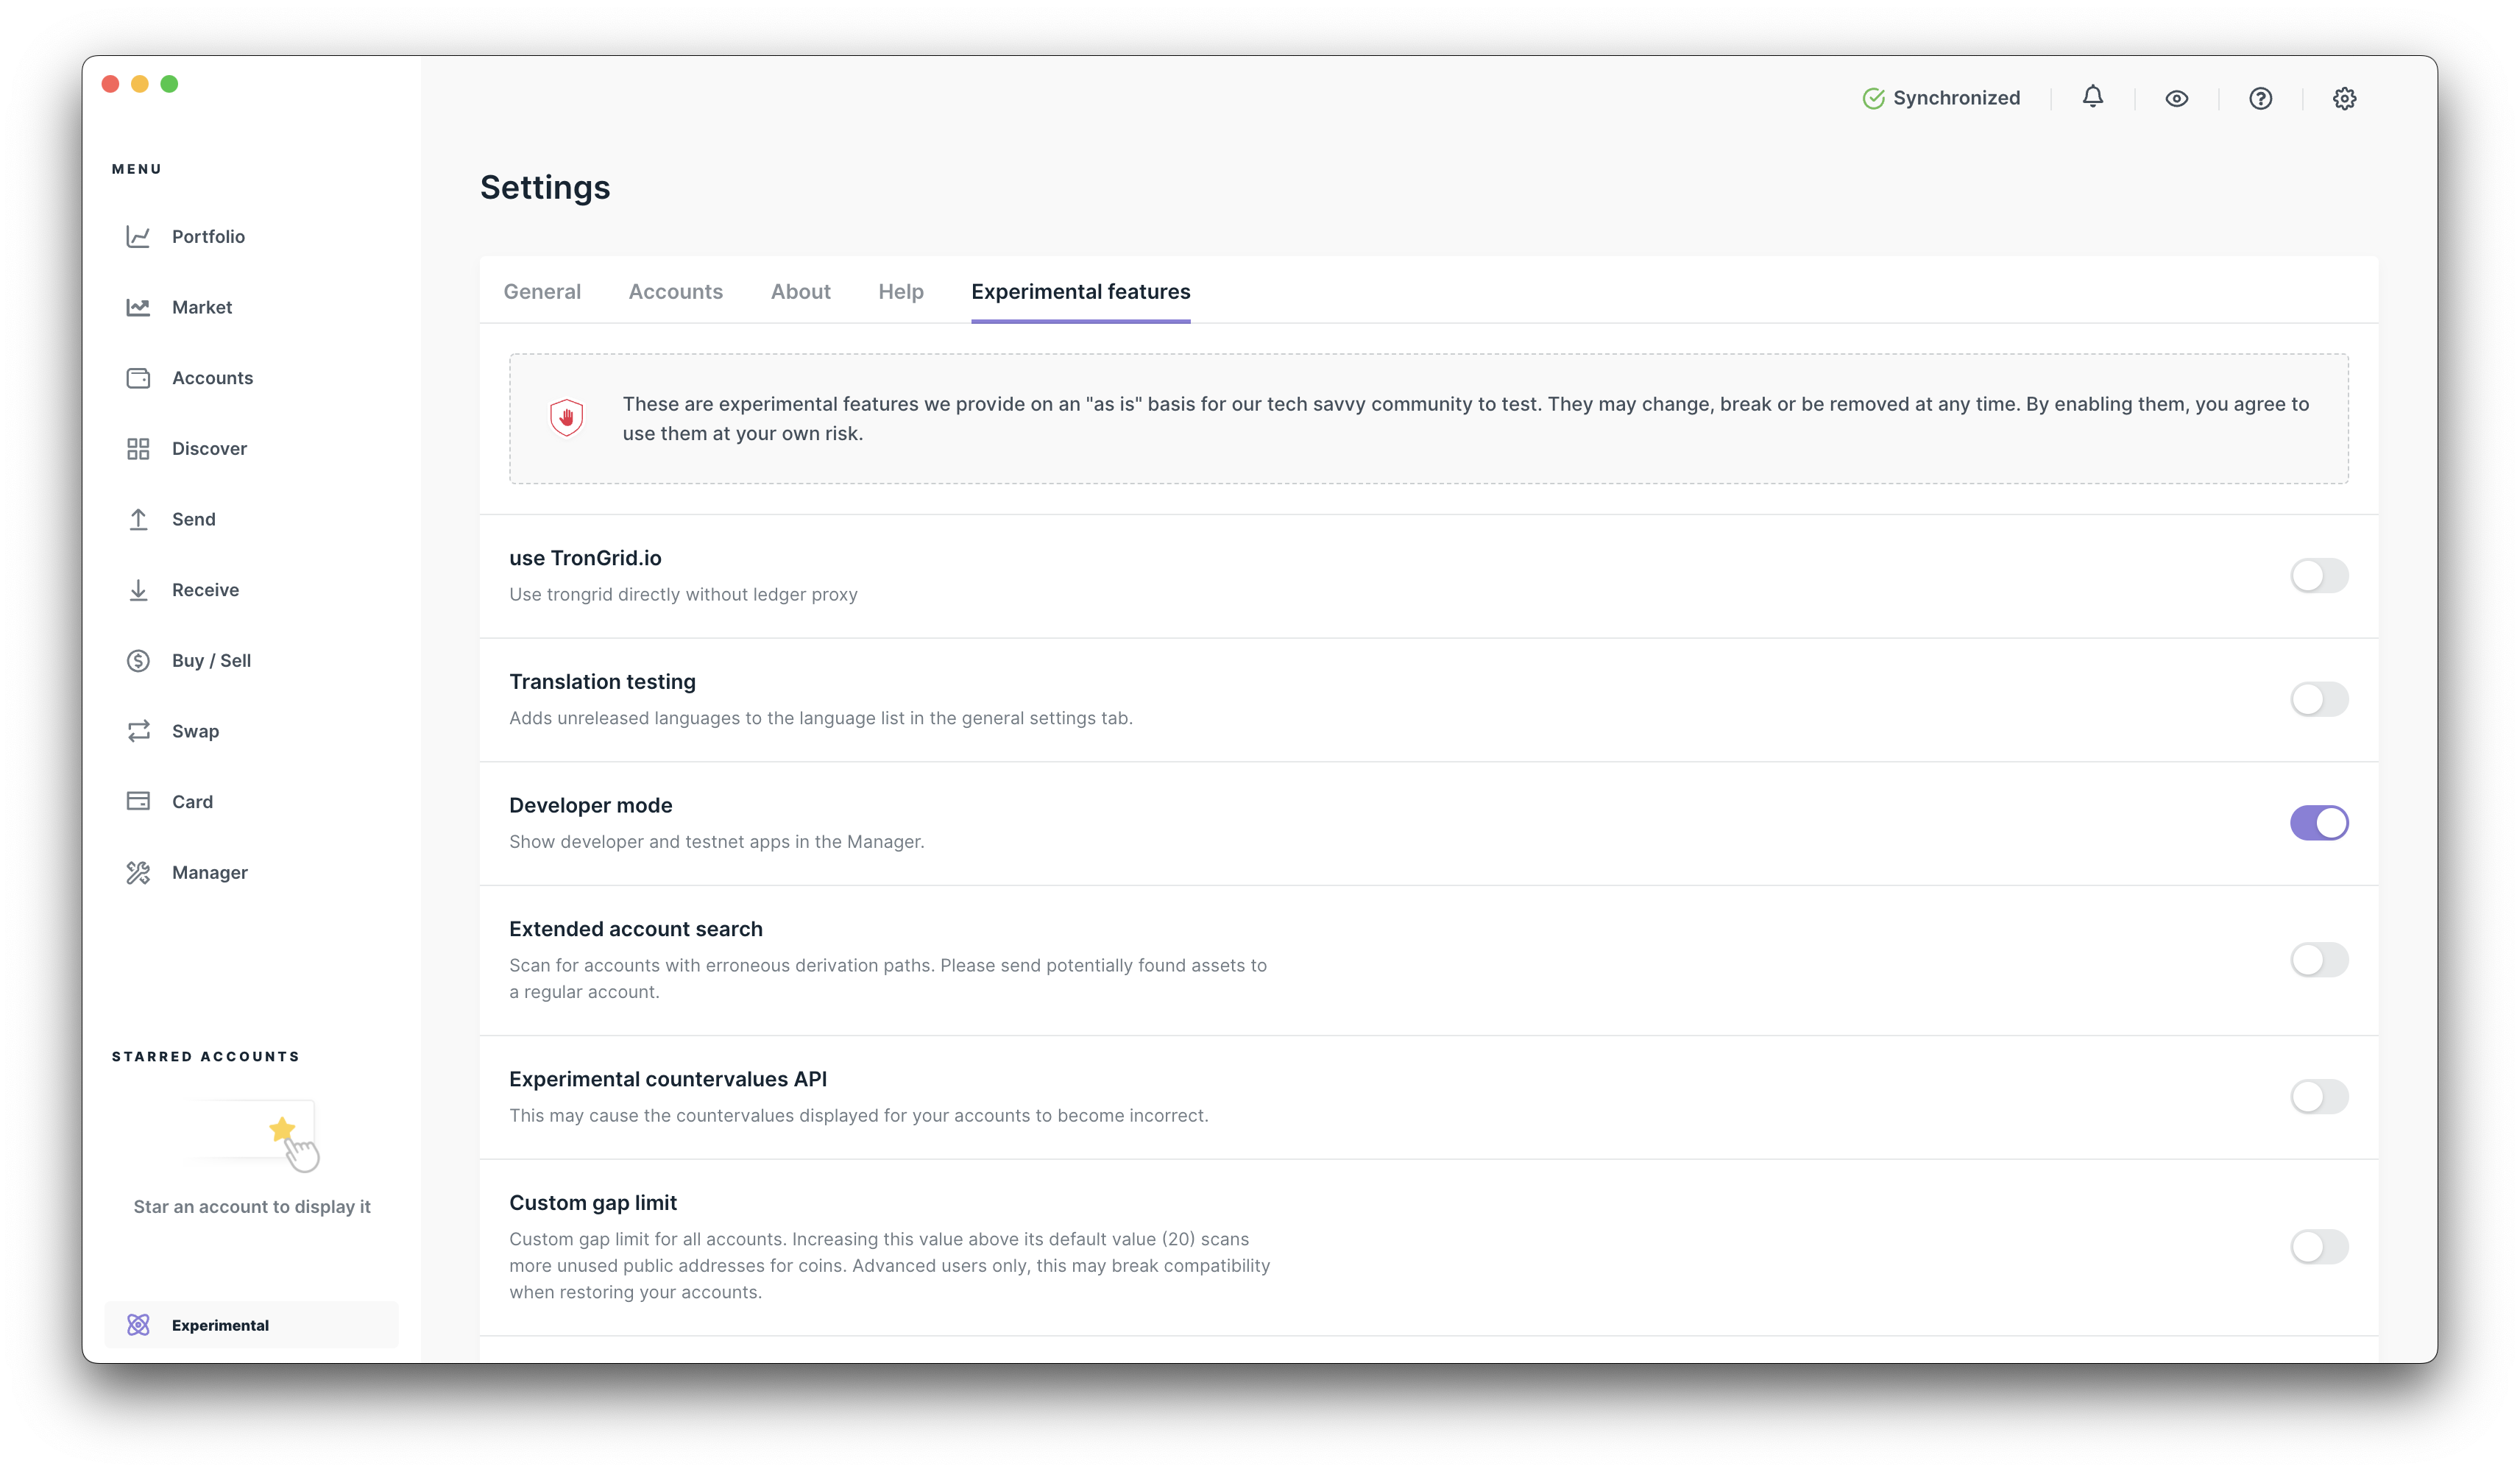 Synchronized
MENU
Portfolio
Market
Accounts
Discover
Send
Receive
Buy / Sell
Swap
Card
Manager
STARRED ACCOUNTS
Star an account to display it
Experimental
Settings
General Accounts About Help Experimental features
These are experimental features we provide on an "as is" basis for our tech savvy community to test. They may change, break or be removed at any time. By enabling them, you agree to
use them at your own risk.
use TronGrid.io
Use trongrid directly without ledger proxy
Translation testing
Adds unreleased languages to the language list in the general settings tab.
Developer mode
Show developer and testnet apps in the Manager.
Extended account search
Scan for accounts with erroneous derivation paths. Please send potentially found assets to
a regular account.
Experimental countervalues API
This may cause the countervalues displayed for your accounts to become incorrect.
Custom gap limit
Custom gap limit for all accounts. Increasing this value above its default value (20) scans
more unused public addresses for coins. Advanced users only, this may break compatibility
when restoring your accounts.